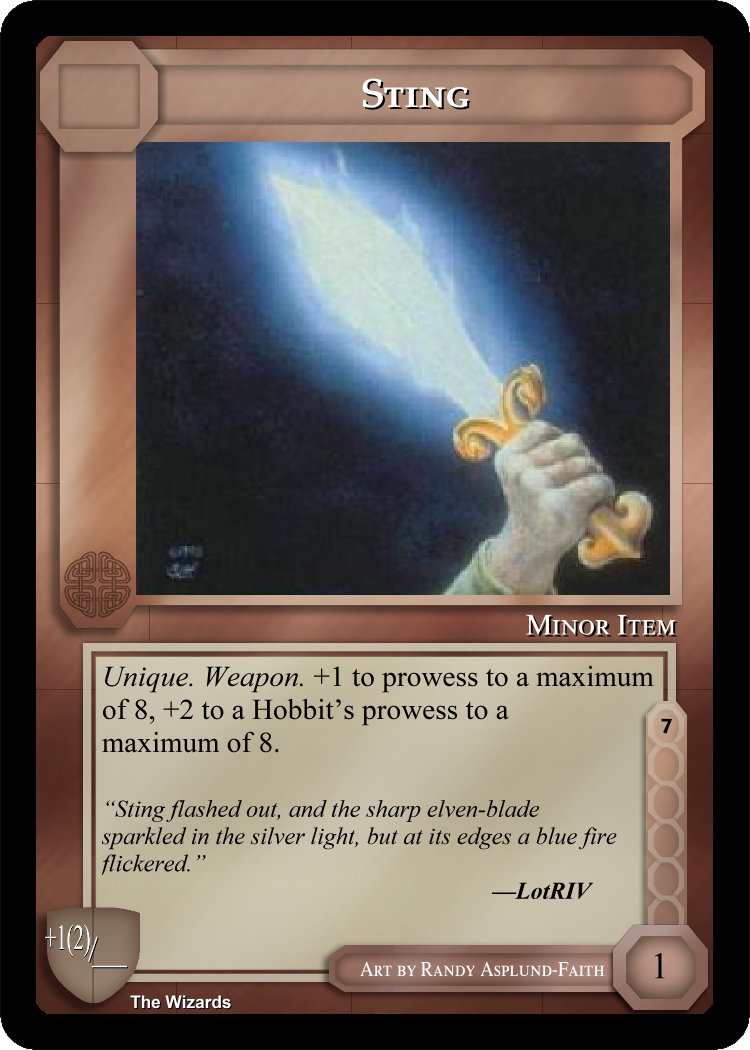 Sting
Minor Item
Unique. Weapon. +1 to prowess to a maximum
of 8, +2 to a Hobbit’s prowess to a
maximum of 8.
7
“Sting flashed out, and the sharp elven-blade
sparkled in the silver light, but at its edges a blue fire
flickered.”
—LotRIV
+1(2)/__
Art by Randy Asplund-Faith
1
The Wizards